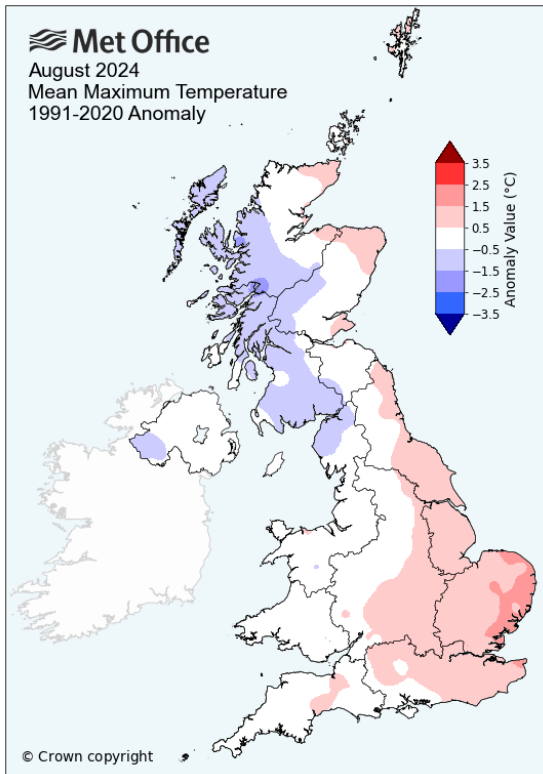 Met Office
August 2024
Mean Maximum Temperature
1991-2020 Anomaly
3.5
2.5
1.5
0.5
−0.5
−1.5
−2.5
−3.5
Anomaly Value (°C)
© Crown copyright